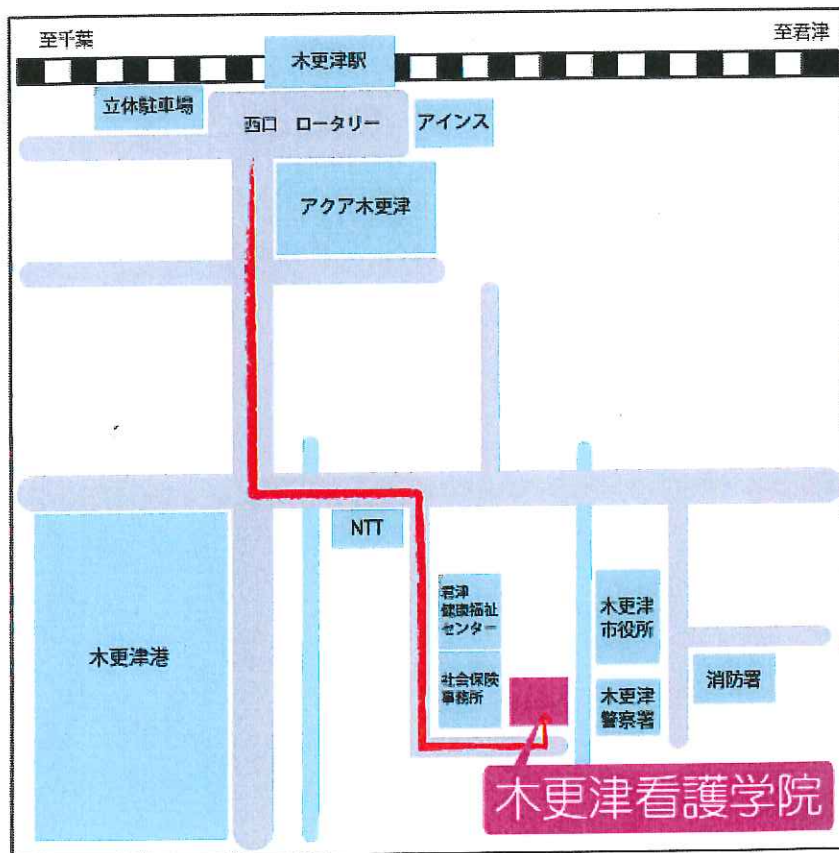 至千葉
至君津
木更津駅
立体駐車場
西口 ロータリー
アインス
アクア木更津
NTT
君津
健康福祉
センター
木更津
市役所
木更津港
社会保険
事務所
木更津
警察署
消防署
木更津看護学院